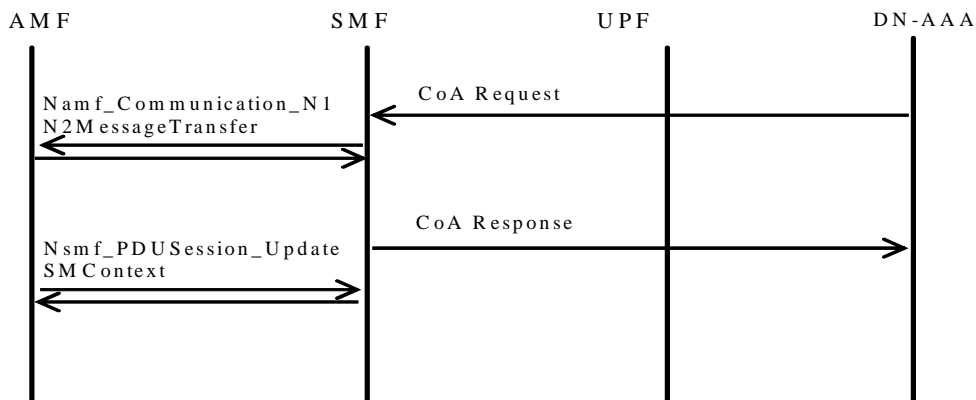 AMF SMF UPF DN-AAA
CoA Request
Namf_Communication_N1
N2MessageTransfer
CoA Response
Nsmf_PDUSession_Update
SMContext